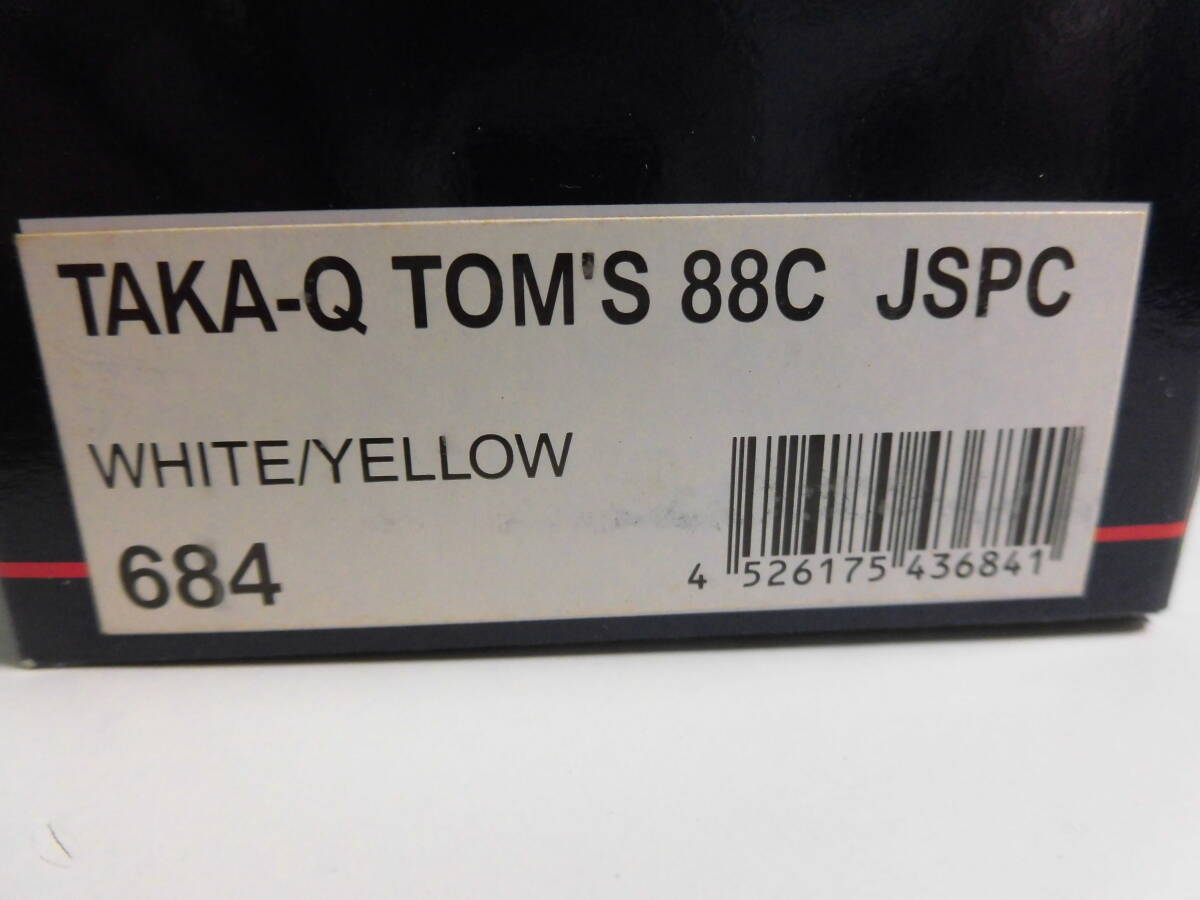 TAKA-Q TOM'S 88C JSPC
WHITE/YELLOW
684
4 526175 436841